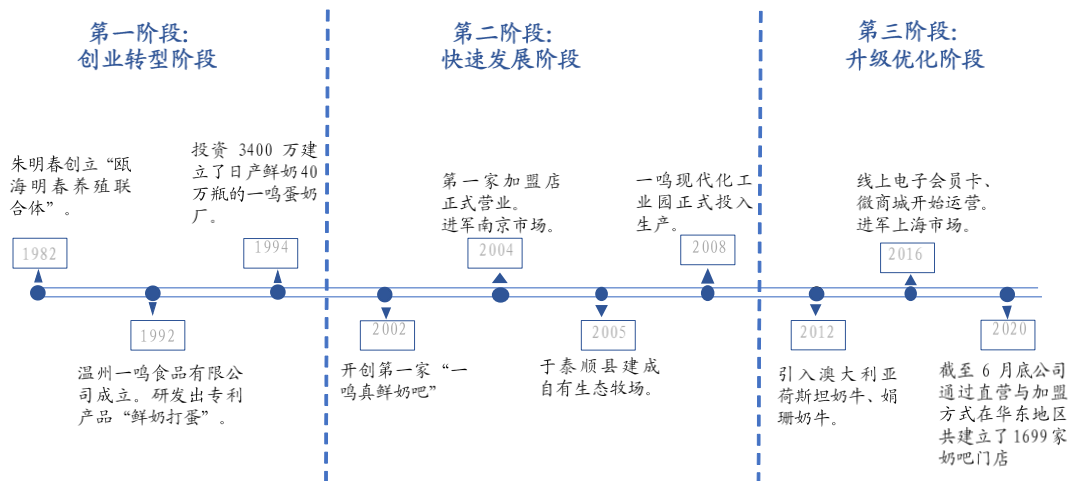 第一阶段：
创业转型阶段
第二阶段：
快速发展阶段
第三阶段：
升级优化阶段
朱明春创立“瓯
海明春养殖联
合体”。
1982
温州一鸣食品有限公
司成立。研发出专利
产品“鲜奶打蛋”。
1992
投资 3400 万建
立了日产鲜奶40
万瓶的一鸣蛋奶
厂。
1994
开创第一家“一
鸣真鲜奶吧”
2002
第一家加盟店
正式营业。
进军南京市场。
2004
于泰顺县建成
自有生态牧场。
2005
一鸣现代化工
业园正式投入
生产。
2008
引入澳大利亚
荷斯坦奶牛、娟
珊奶牛。
2012
线上电子会员卡、
微商城开始运营。
进军上海市场。
2016
截至 6 月底公司
通过直营与加盟
方式在华东地区
共建立了1699家
奶吧门店
2020